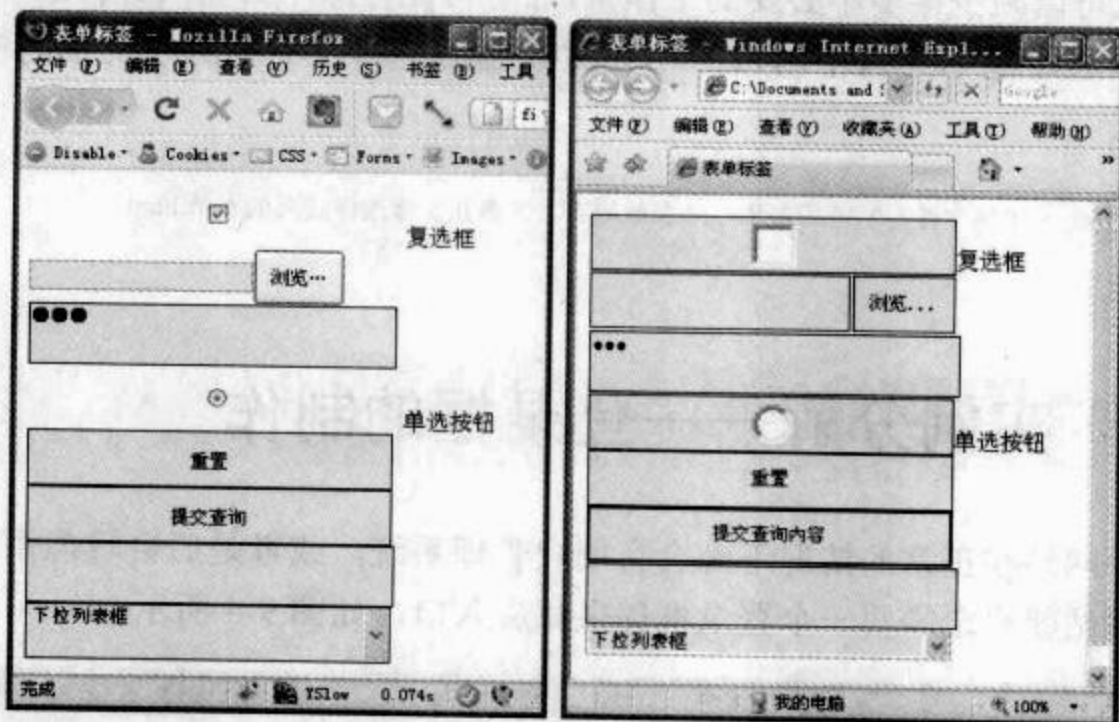 表单标签 - Mozilla Firefox
文件 (F) 编辑 (E) 查看 (V) 历史 (S) 书签 (B) 工具
fi
Disable Cookies CSS Forms Images
复选框
浏览…
●●●
单选按钮
重置
提交查询
下拉列表框
完成 YSlow 0.074s
表单标签 - Windows Internet Expl...
C:\Documents and Google
文件(F) 编辑(E) 查看(V) 收藏夹(A) 工具(T) 帮助(H)
表单标签
复选框
浏览...
•••
单选按钮
重置
提交查询内容
下拉列表框
我的电脑 100%